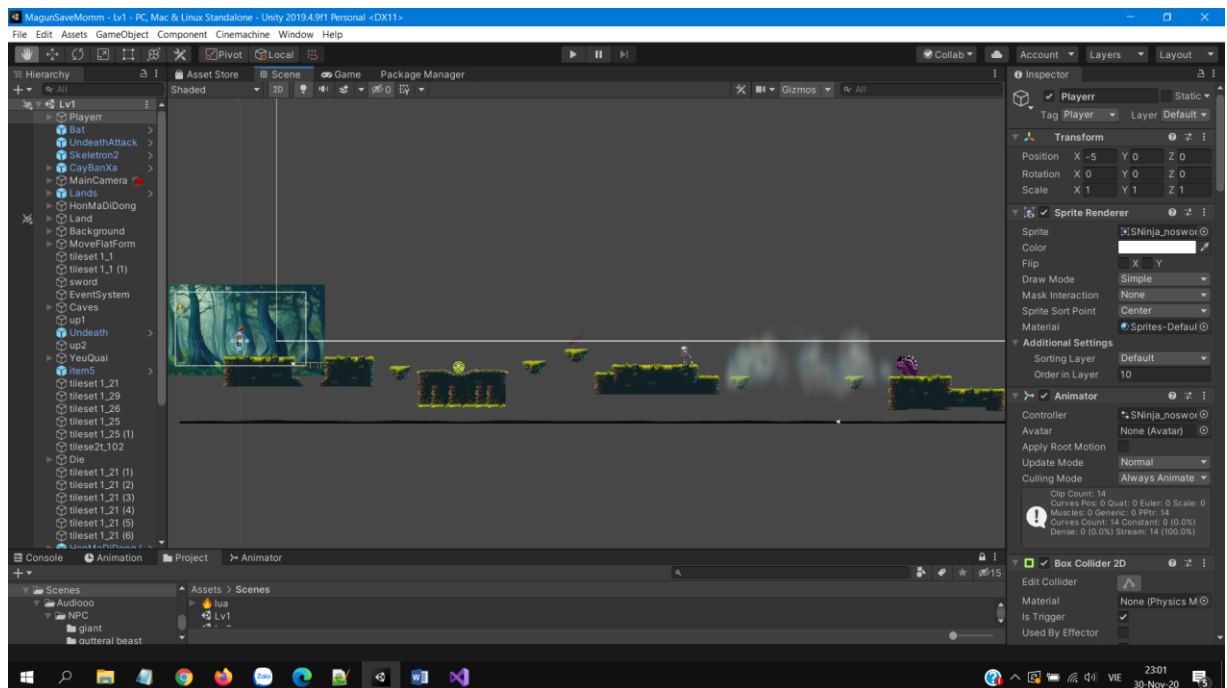 MagunSaveMomm - Lv1 - PC, Mac & Linux Standalone - Unity 2019.4.9f1 Personal <DX11>
File Edit Assets GameObject Component Cinemachine Window Help
Pivot Local Collab Account Layers Layout
Hierarchy Asset Store Scene Game Package Manager Inspector
All Shaded 2D 0 Gizmos All
Lv1
Playerr
Bat
UndeathAttack
Skeletron2
CayBanXa
MainCamera
Lands
HonMaDiDong
Land
Background
MoveFlatForm
tileset 1_1
tileset 1_1 (1)
sword
EventSystem
Caves
up1
Undeath
up2
YeuQuai
item5
tileset 1_21
tileset 1_29
tileset 1_26
tileset 1_25
tileset 1_25 (1)
tilese2t_102
Die
tileset 1_21 (1)
tileset 1_21 (2)
tileset 1_21 (3)
tileset 1_21 (4)
tileset 1_21 (5)
tileset 1_21 (6)
Playerr Static
Tag Player Layer Default
Transform
Position X -5 Y 0 Z 0
Rotation X 0 Y 0 Z 0
Scale X 1 Y 1 Z 1
Sprite Renderer
Sprite SNinja_noswor
Color
Flip X Y
Draw Mode Simple
Mask Interaction None
Sprite Sort Point Center
Material Sprites-Defaul
Additional Settings
Sorting Layer Default
Order in Layer 10
Animator
Controller SNinja_noswor
Avatar None (Avatar)
Apply Root Motion
Update Mode Normal
Culling Mode Always Animate
Clip Count: 14
Curves Pos: 0 Quat: 0 Euler: 0 Scale: 0
Muscles: 0 Generic: 0 PPtr: 14
Curves Count: 14 Constant: 0 (0.0%)
Dense: 0 (0.0%) Stream: 14 (100.0%)
Box Collider 2D
Edit Collider
Material None (Physics M
Is Trigger
Used By Effector
Console Animation Project Animator
15
Scenes
Audiooo
NPC
giant
gutteral beast
Assets > Scenes
lua
Lv1
Zalo
VIE
23:01
30-Nov-20
5